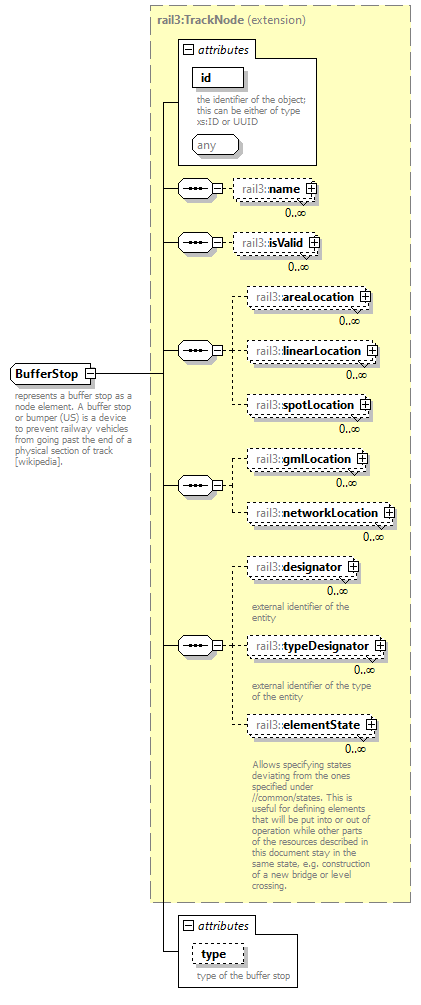 rail3:TrackNode (extension)
attributes
id
the identifier of the object;
this can be either of type
xs:ID or UUID
any
rail3::name
0..∞
rail3::isValid
0..∞
rail3::areaLocation
0..∞
rail3::linearLocation
0..∞
rail3::spotLocation
0..∞
BufferStop
represents a buffer stop as a
node element. A buffer stop
or bumper (US) is a device
to prevent railway vehicles
from going past the end of a
physical section of track
[wikipedia].
rail3::gmlLocation
0..∞
rail3::networkLocation
0..∞
rail3::designator
0..∞
external identifier of the
entity
rail3::typeDesignator
0..∞
external identifier of the type
of the entity
rail3::elementState
0..∞
Allows specifying states
deviating from the ones
specified under
//common/states. This is
useful for defining elements
that will be put into or out of
operation while other parts
of the resources described in
this document stay in the
same state, e.g. construction
of a new bridge or level
crossing.
attributes
type
type of the buffer stop